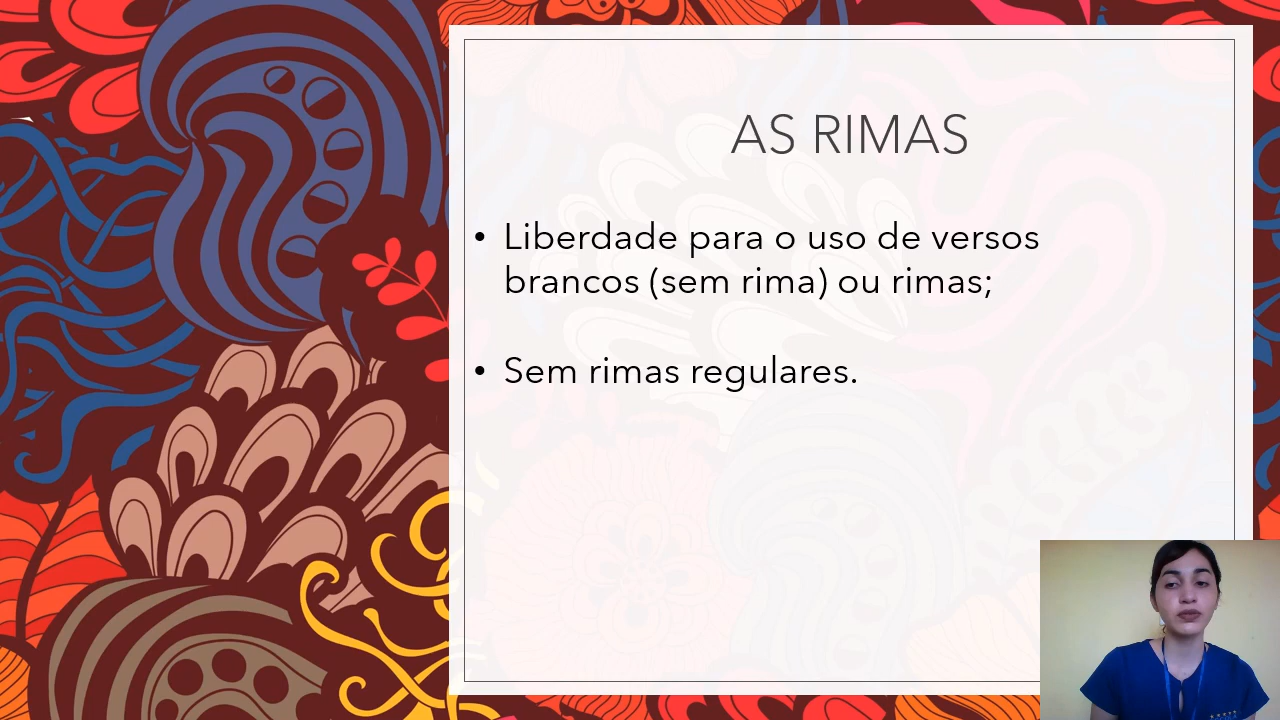 AS RIMAS
• Liberdade para o uso de versos
brancos (sem rima) ou rimas;
• Sem rimas regulares.